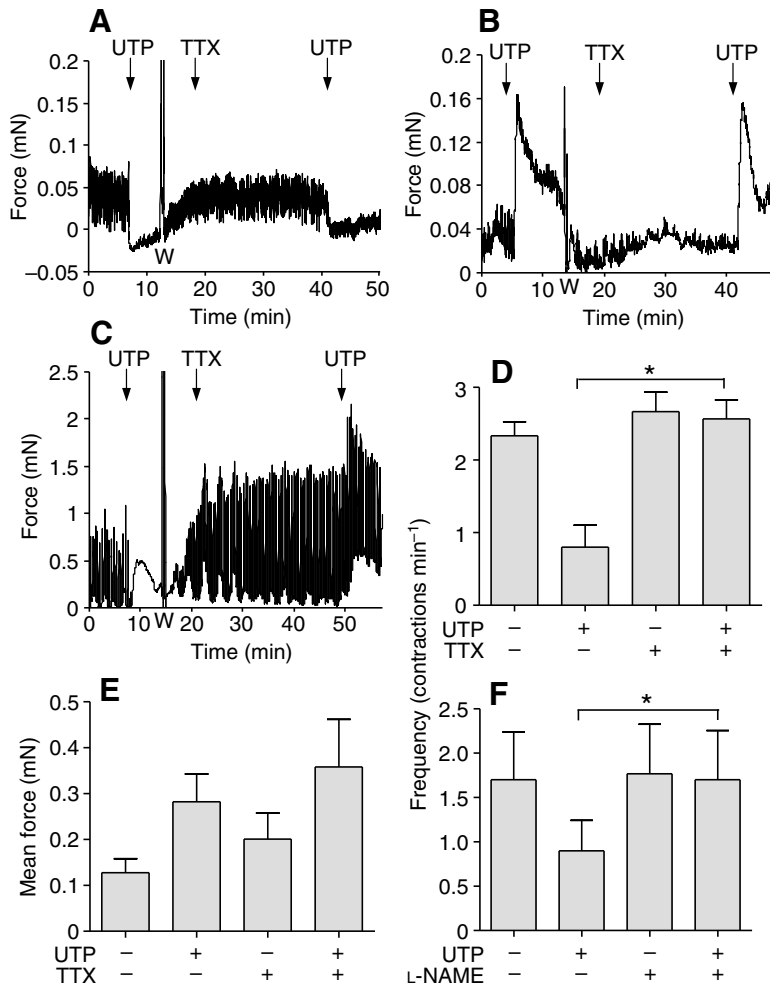 A
UTP TTX UTP
0.2
0.15
0.1
0.05
0
–0.05
Force (mN)
W
0 10 20 30 40 50
Time (min)
B
UTP TTX UTP
0.2
0.16
0.12
0.08
0.04
0
Force (mN)
W
0 10 20 30 40
Time (min)
C
UTP TTX UTP
2.5
2
1.5
1
0.5
0
Force (mN)
W
0 10 20 30 40 50
Time (min)
D
*
3
2
1
0
UTP – + – +
TTX – – + +
Frequency (contractions min⁻¹)
E
0.5
0.4
0.3
0.2
0.1
0
Mean force (mN)
UTP – + – +
TTX – – + +
F
*
2.5
2.0
1.5
1.0
0.5
0
UTP – + – +
L-NAME – – + +